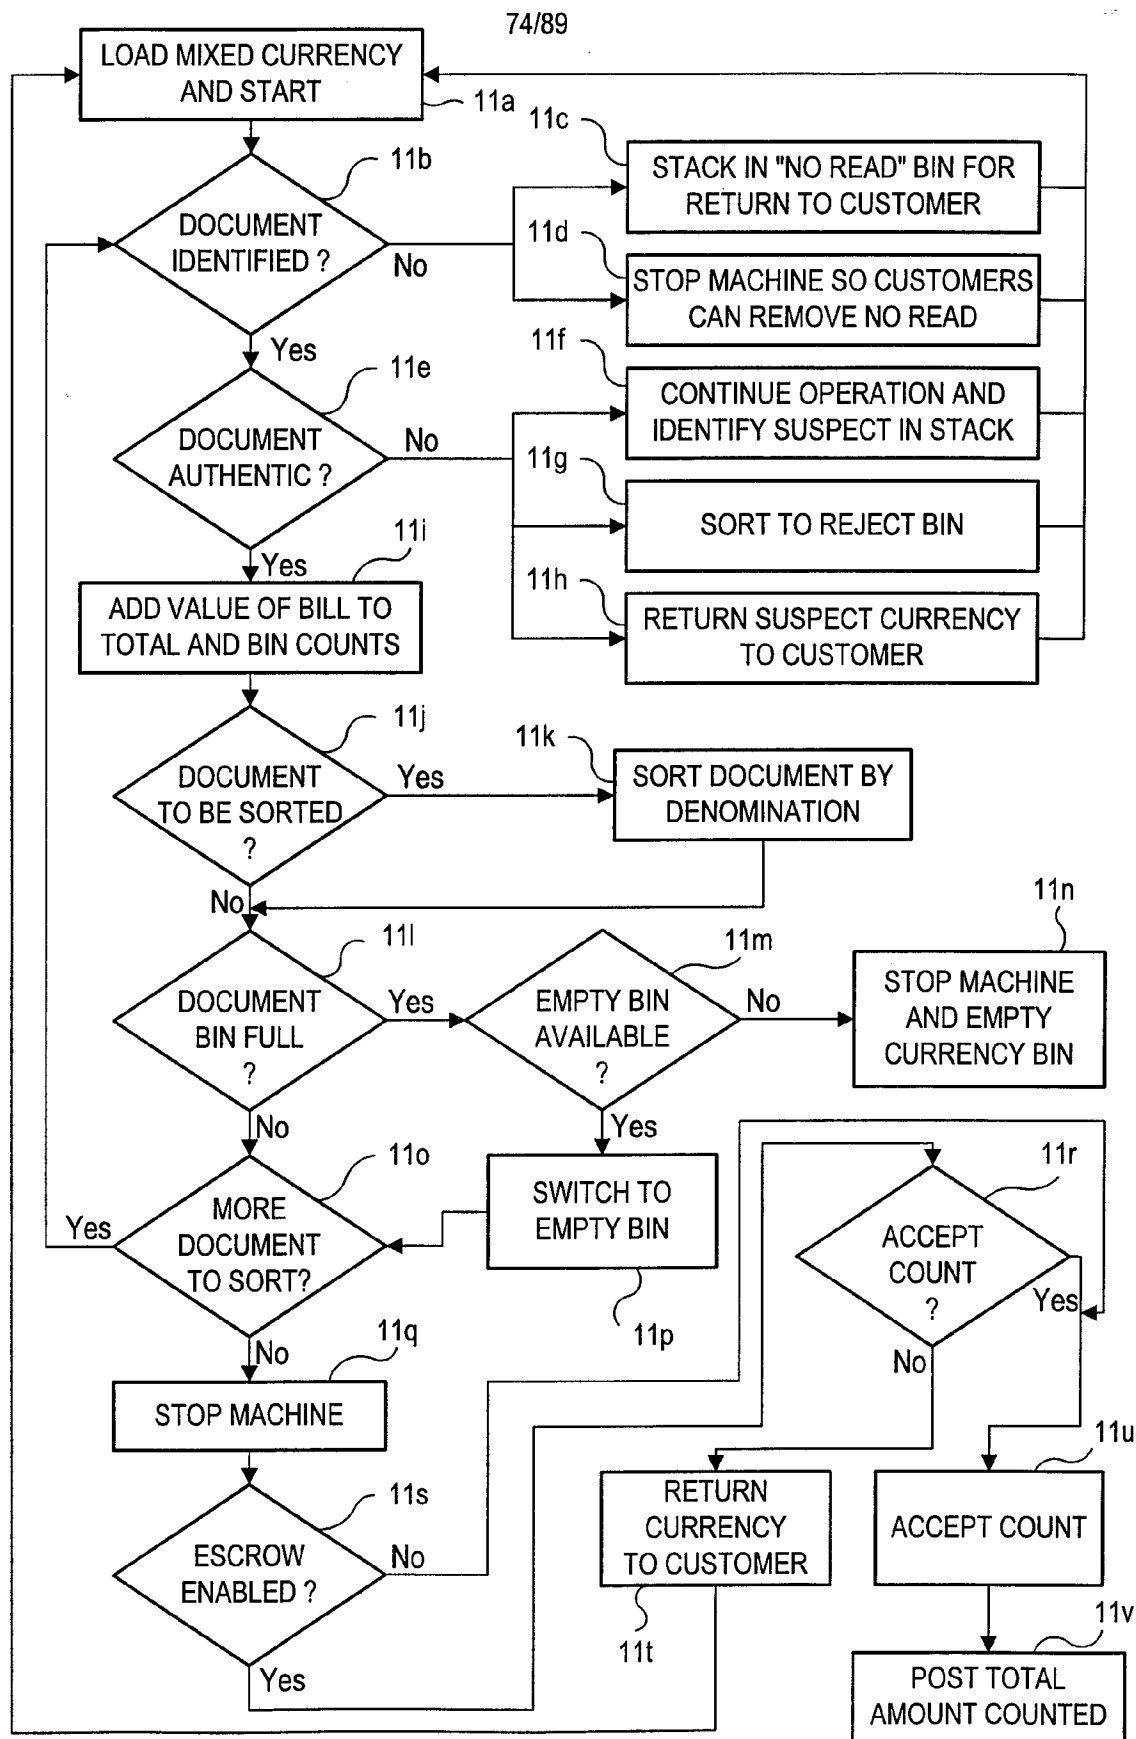 74/89
LOAD MIXED CURRENCY
AND START
11a
11b
DOCUMENT
IDENTIFIED ?
No
Yes
11c
STACK IN "NO READ" BIN FOR
RETURN TO CUSTOMER
11d
STOP MACHINE SO CUSTOMERS
CAN REMOVE NO READ
11e
DOCUMENT
AUTHENTIC ?
No
Yes
11f
CONTINUE OPERATION AND
IDENTIFY SUSPECT IN STACK
11g
SORT TO REJECT BIN
11h
RETURN SUSPECT CURRENCY
TO CUSTOMER
11i
ADD VALUE OF BILL TO
TOTAL AND BIN COUNTS
11j
DOCUMENT
TO BE SORTED
?
Yes
No
11k
SORT DOCUMENT BY
DENOMINATION
11l
DOCUMENT
BIN FULL
?
Yes
No
11m
EMPTY BIN
AVAILABLE
?
No
Yes
11n
STOP MACHINE
AND EMPTY
CURRENCY BIN
11o
MORE
DOCUMENT
TO SORT?
Yes
No
SWITCH TO
EMPTY BIN
11p
11r
ACCEPT
COUNT
?
Yes
No
11q
STOP MACHINE
11s
ESCROW
ENABLED ?
No
Yes
RETURN
CURRENCY
TO CUSTOMER
11t
11u
ACCEPT COUNT
11v
POST TOTAL
AMOUNT COUNTED